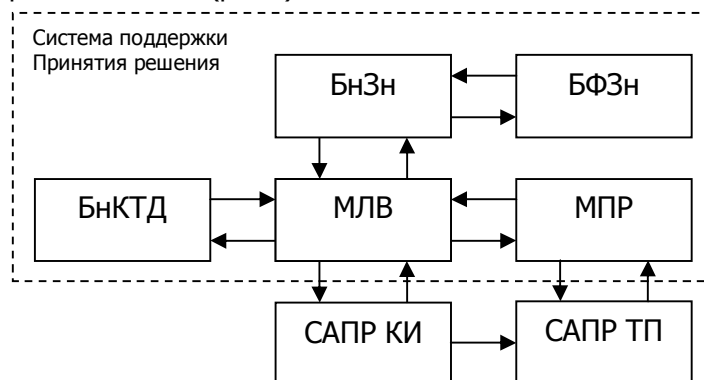 Система поддержки
Принятия решения
БнЗн
БФЗн
БнКТД
МЛВ
МПР
САПР КИ
САПР ТП